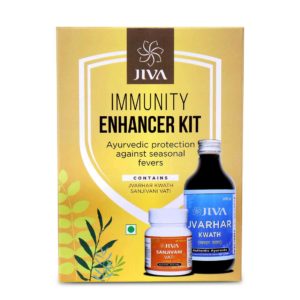 JIVA
IMMUNITY
ENHANCER KIT
Ayurvedic protection
against seasonal
fevers
CONTAINS
JVARHAR KWATH
SANJIVANI VATI
JIVA
JVARHAR
KWATH
JIVA
SANJIVANI
VATI